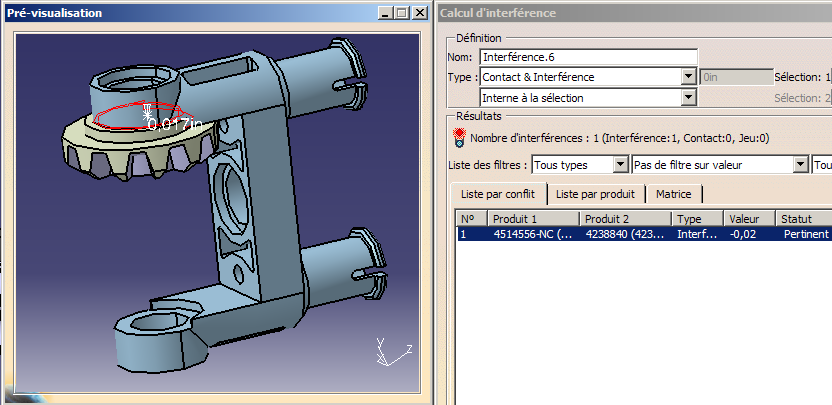 Pré-visualisation
0,017in
y
z
x
Calcul d'interférence
Définition
Nom: Interférence.6
Type : Contact & Interférence 0in Sélection: 1
Interne à la sélection Sélection: 2
Résultats
Nombre d'interférences : 1 (Interférence:1, Contact:0, Jeu:0)
Liste des filtres : Tous types Pas de filtre sur valeur Tou
Liste par conflit Liste par produit Matrice
Nº Produit 1 Produit 2 Type Valeur Statut
1 4514556-NC (... 4238840 (423... Interf... -0,02 Pertinent